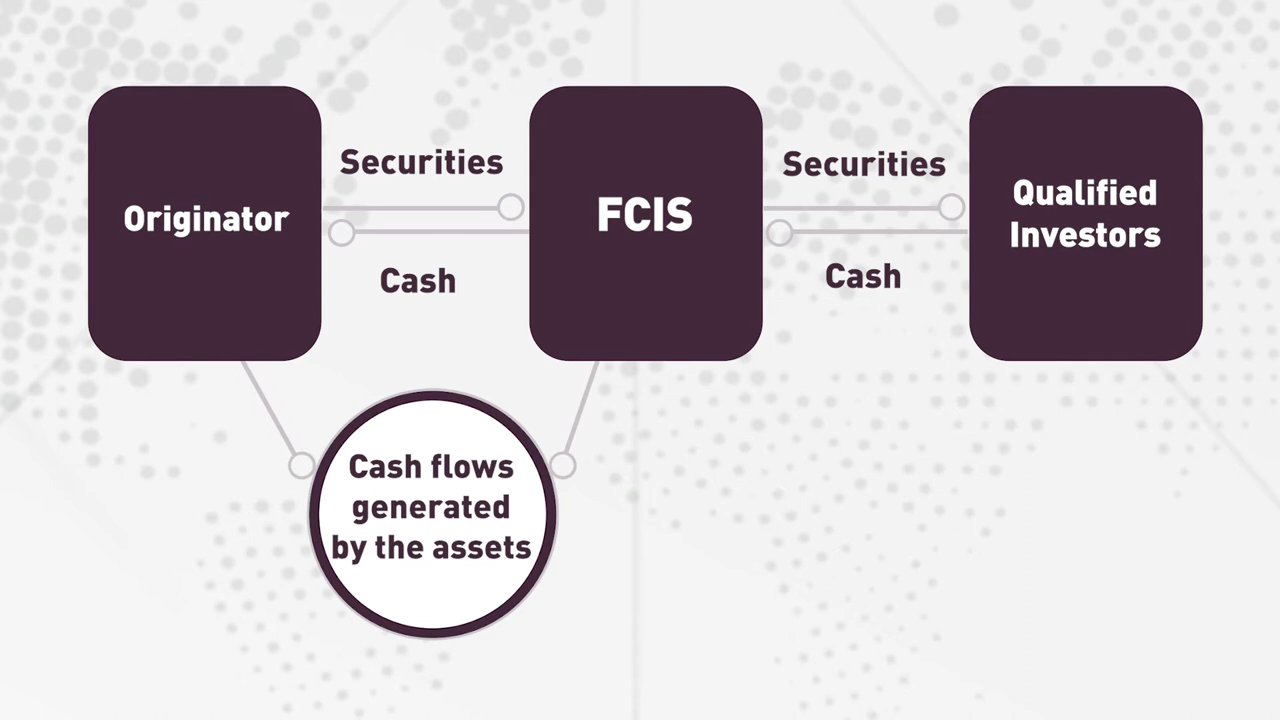 Originator
Securities
Cash
FCIS
Securities
Cash
Qualified
Investors
Cash flows
generated
by the assets